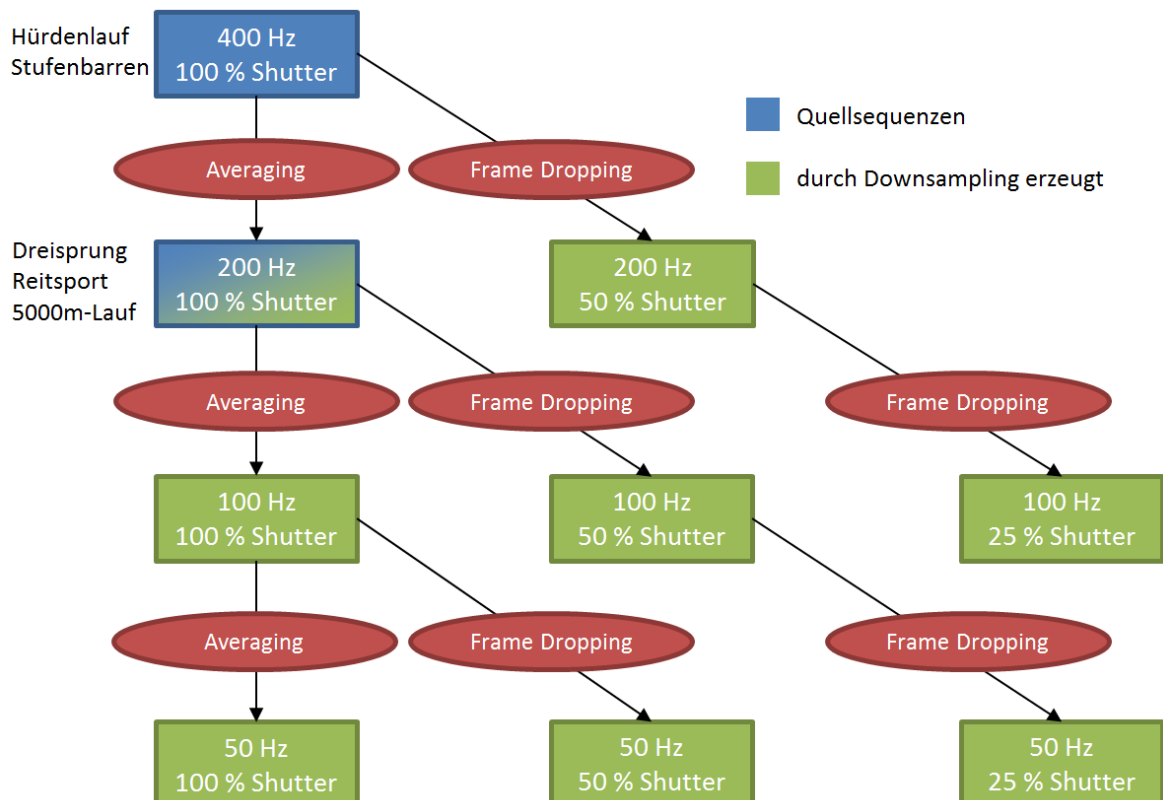 Hürdenlauf
Stufenbarren
400 Hz
100 % Shutter
Quellsequenzen
durch Downsampling erzeugt
Averaging
Frame Dropping
Dreisprung
Reitsport
5000m-Lauf
200 Hz
100 % Shutter
200 Hz
50 % Shutter
Averaging
Frame Dropping
Frame Dropping
100 Hz
100 % Shutter
100 Hz
50 % Shutter
100 Hz
25 % Shutter
Averaging
Frame Dropping
Frame Dropping
50 Hz
100 % Shutter
50 Hz
50 % Shutter
50 Hz
25 % Shutter